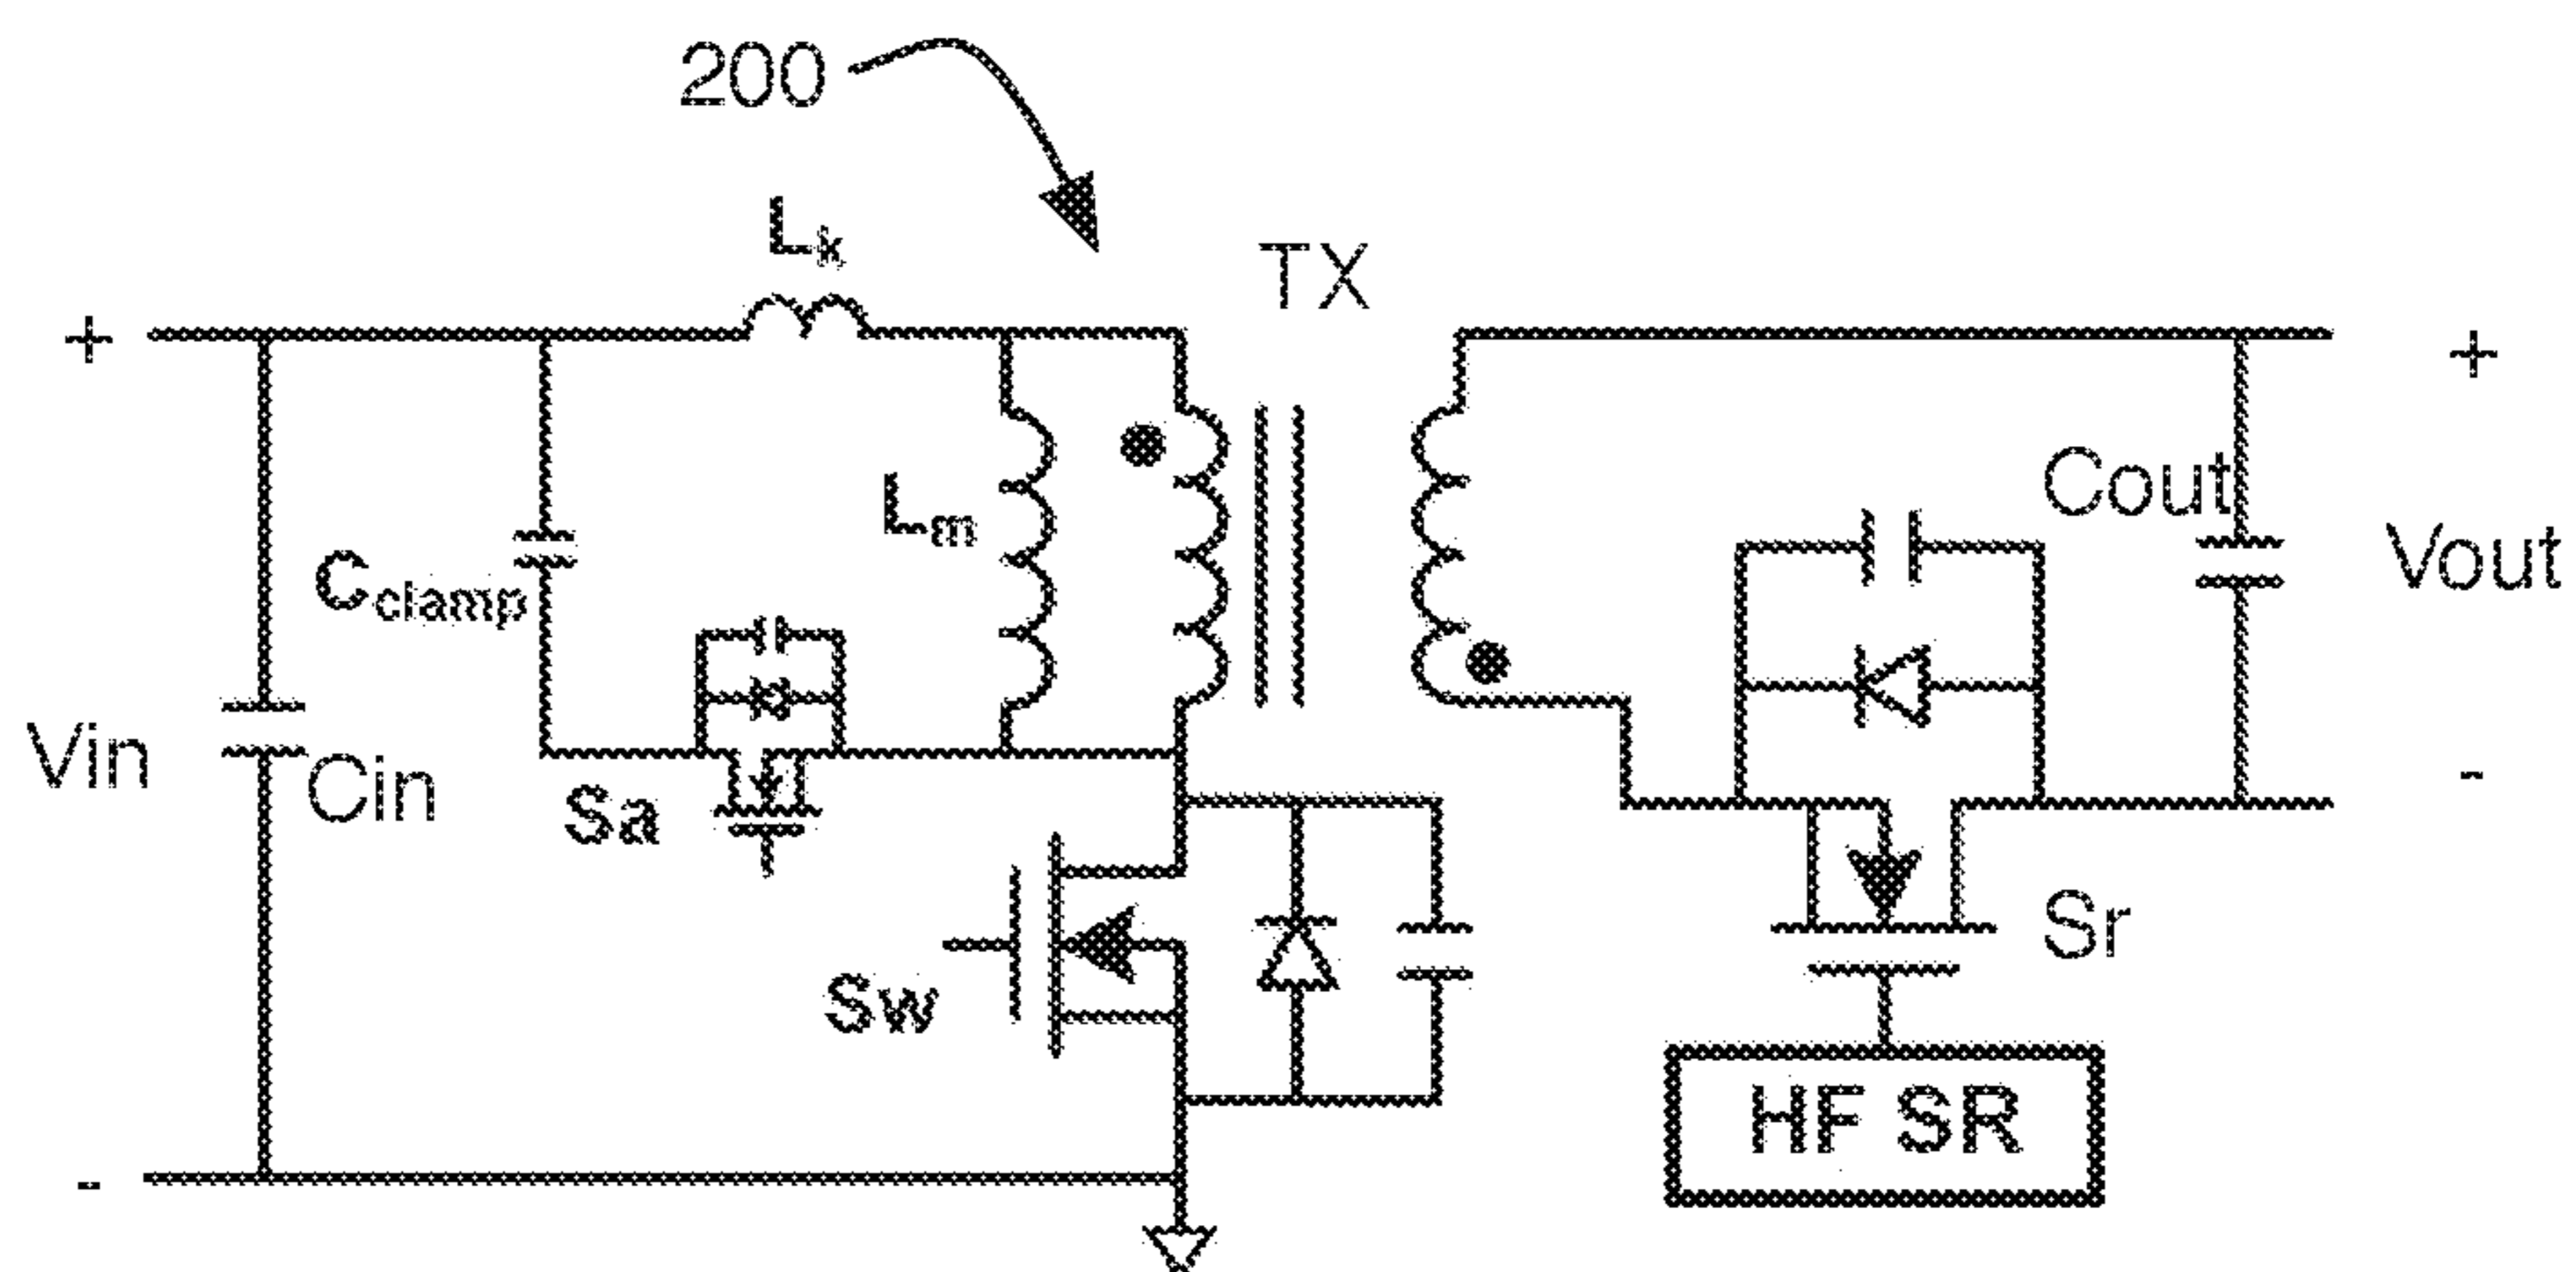 200
Lk
TX
+
+
Cclamp
Lm
Cout
Vout
Vin
Cin
Sa
-
Sw
Sr
HF SR
-